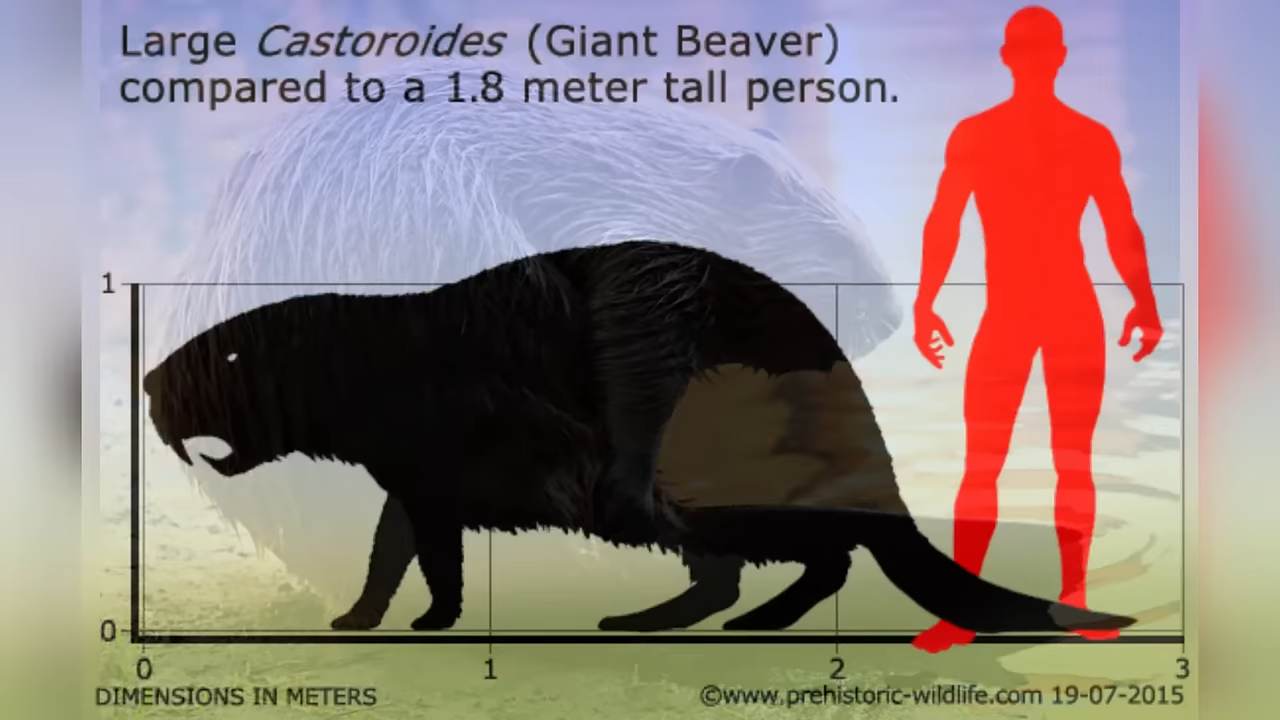 Large Castoroides (Giant Beaver)
compared to a 1.8 meter tall person.
1
0
0 1 2 3
DIMENSIONS IN METERS ©www.prehistoric-wildlife.com 19-07-2015